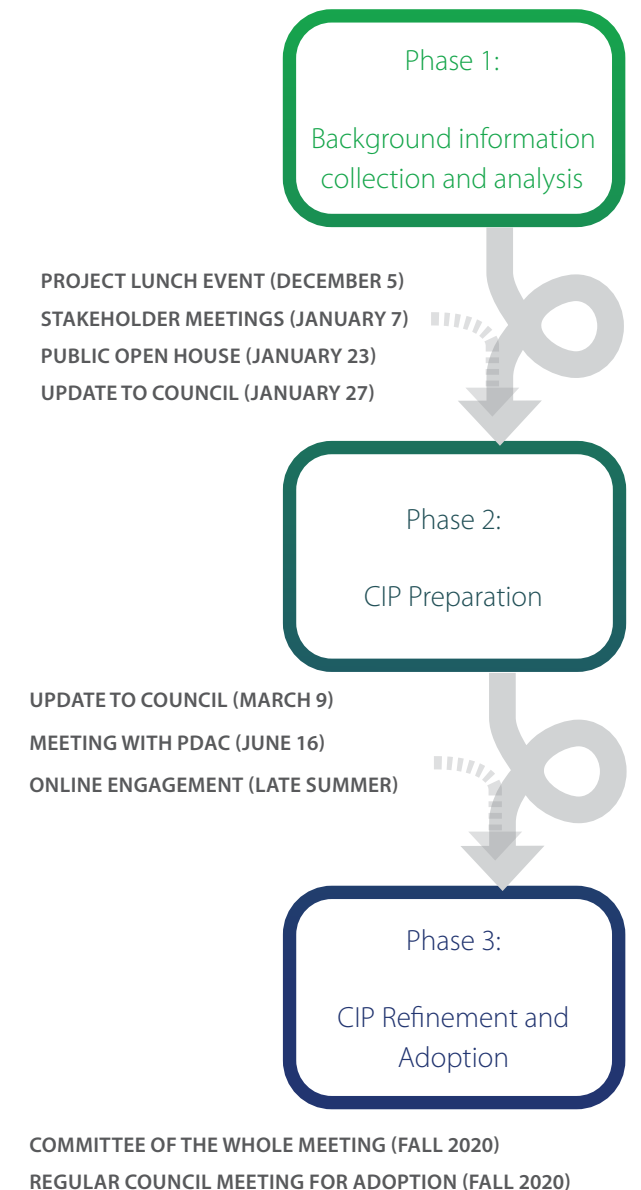 Phase 1:
Background information
collection and analysis
PROJECT LUNCH EVENT (DECEMBER 5)
STAKEHOLDER MEETINGS (JANUARY 7)
PUBLIC OPEN HOUSE (JANUARY 23)
UPDATE TO COUNCIL (JANUARY 27)
Phase 2:
CIP Preparation
UPDATE TO COUNCIL (MARCH 9)
MEETING WITH PDAC (JUNE 16)
ONLINE ENGAGEMENT (LATE SUMMER)
Phase 3:
CIP Refinement and
Adoption
COMMITTEE OF THE WHOLE MEETING (FALL 2020)
REGULAR COUNCIL MEETING FOR ADOPTION (FALL 2020)